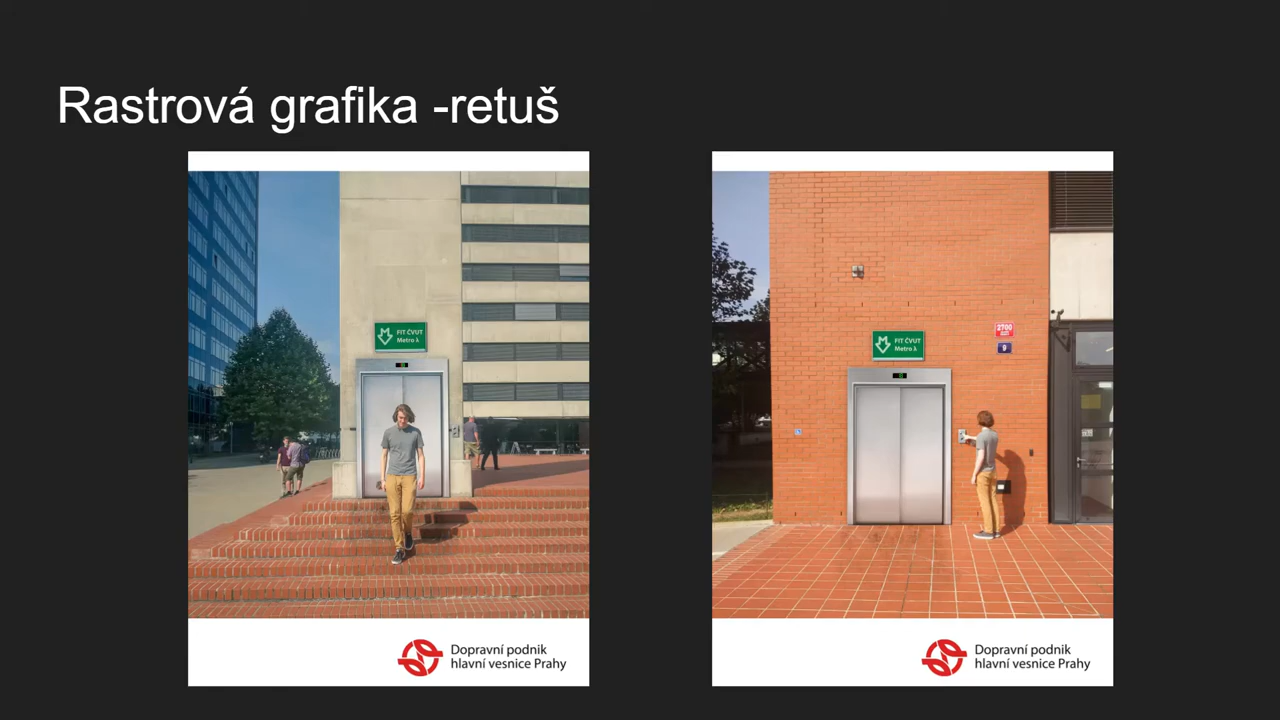 Rastrová grafika -retuš
FIT ČVUT
Metro λ
Dopravní podnik
hlavní vesnice Prahy
FIT ČVUT
Metro λ
2700
9
Dopravní podnik
hlavní vesnice Prahy